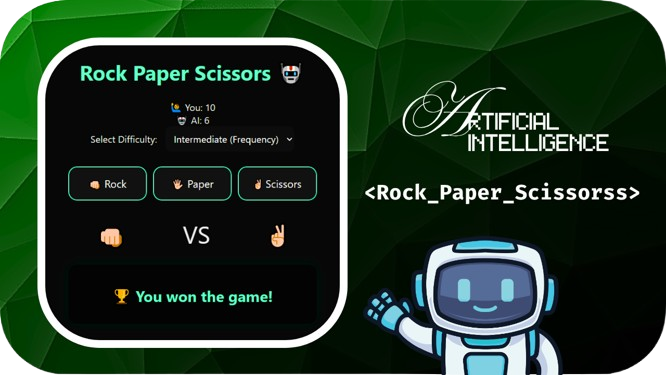 Rock Paper Scissors 🤖
🙋 You: 10
🤖 AI: 6
Select Difficulty: Intermediate (Frequency)
👊 Rock
🖐 Paper
✌ Scissors
VS
🏆 You won the game!
ARTIFICIAL
INTELLIGENCE
<Rock_Paper_Scissorss>